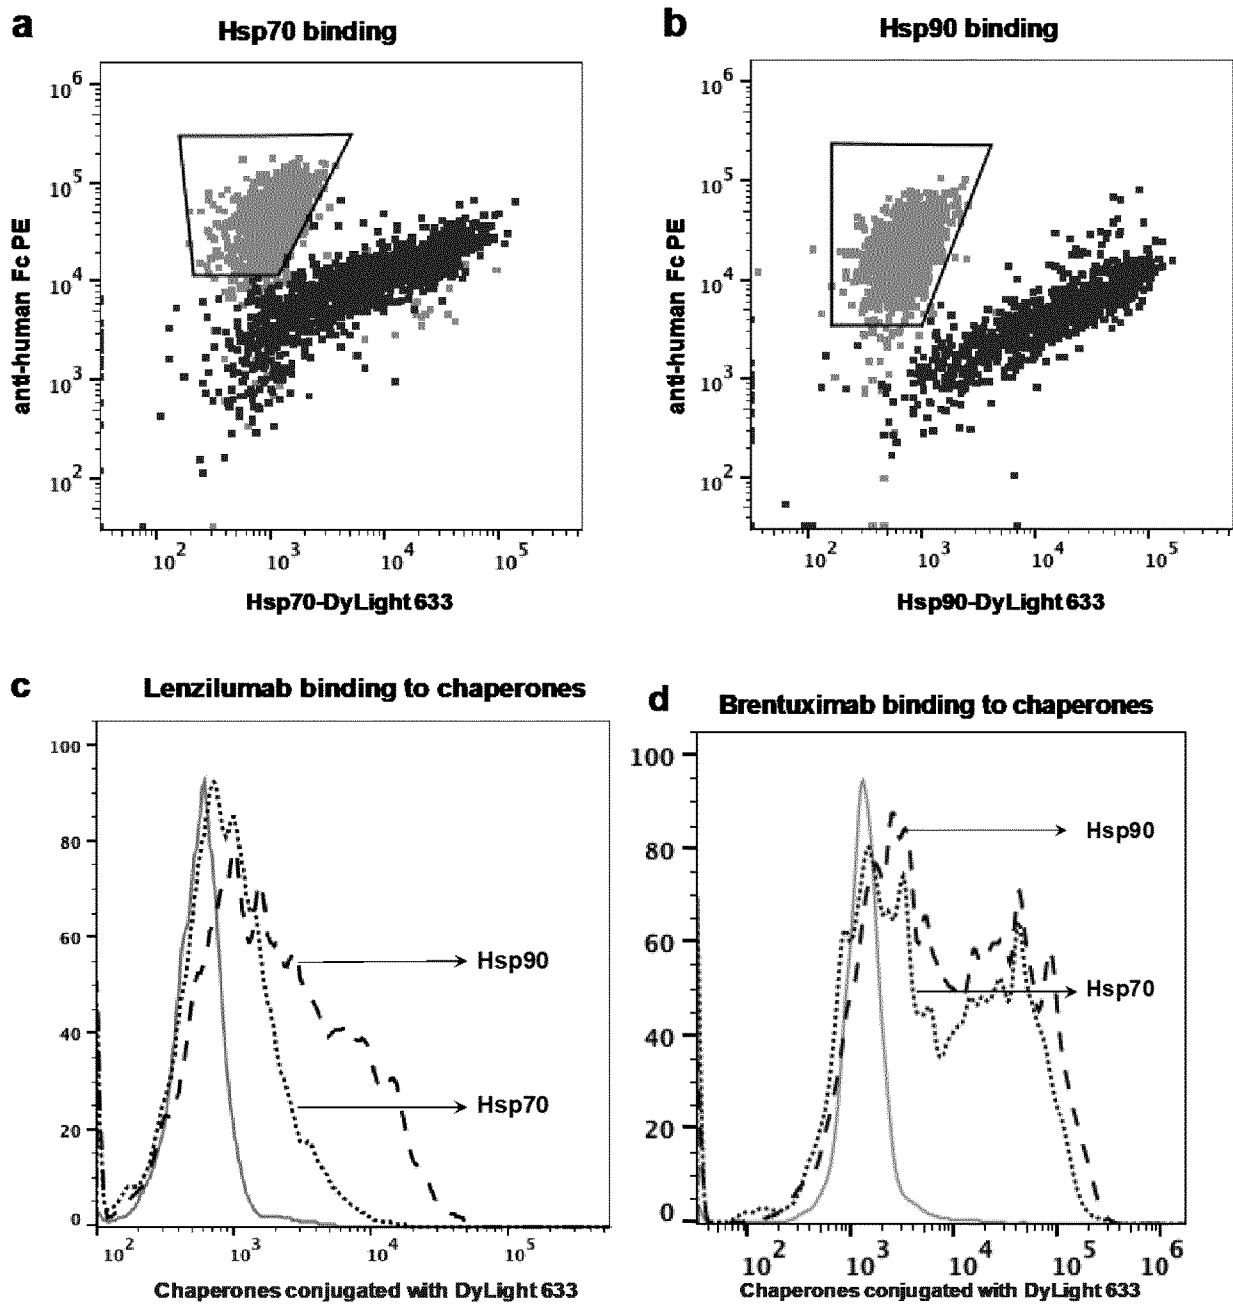 a
Hsp70 binding
10^6
10^5
10^4
10^3
10^2
anti-human Fc PE
10^2 10^3 10^4 10^5
Hsp70-DyLight 633
b
Hsp90 binding
10^6
10^5
10^4
10^3
10^2
anti-human Fc PE
10^2 10^3 10^4 10^5
Hsp90-DyLight 633
c
Lenzilumab binding to chaperones
100
80
60
40
20
0
Hsp90
Hsp70
10^2 10^3 10^4 10^5
Chaperones conjugated with DyLight 633
d
Brentuximab binding to chaperones
100
80
60
40
20
0
Hsp90
Hsp70
10^2 10^3 10^4 10^5 10^6
Chaperones conjugated with DyLight 633